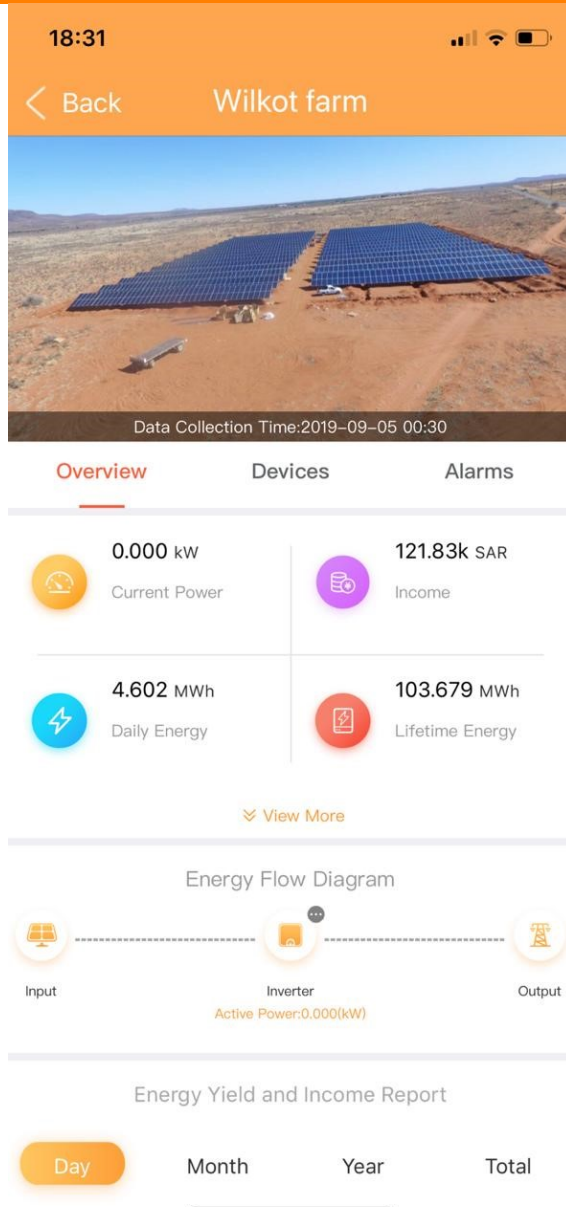 18:31
Back
Wilkot farm
Data Collection Time:2019-09-05 00:30
Overview Devices Alarms
0.000 kW
Current Power
121.83k SAR
Income
4.602 MWh
Daily Energy
103.679 MWh
Lifetime Energy
View More
Energy Flow Diagram
Input
Inverter
Output
Active Power:0.000(kW)
Energy Yield and Income Report
Day Month Year Total